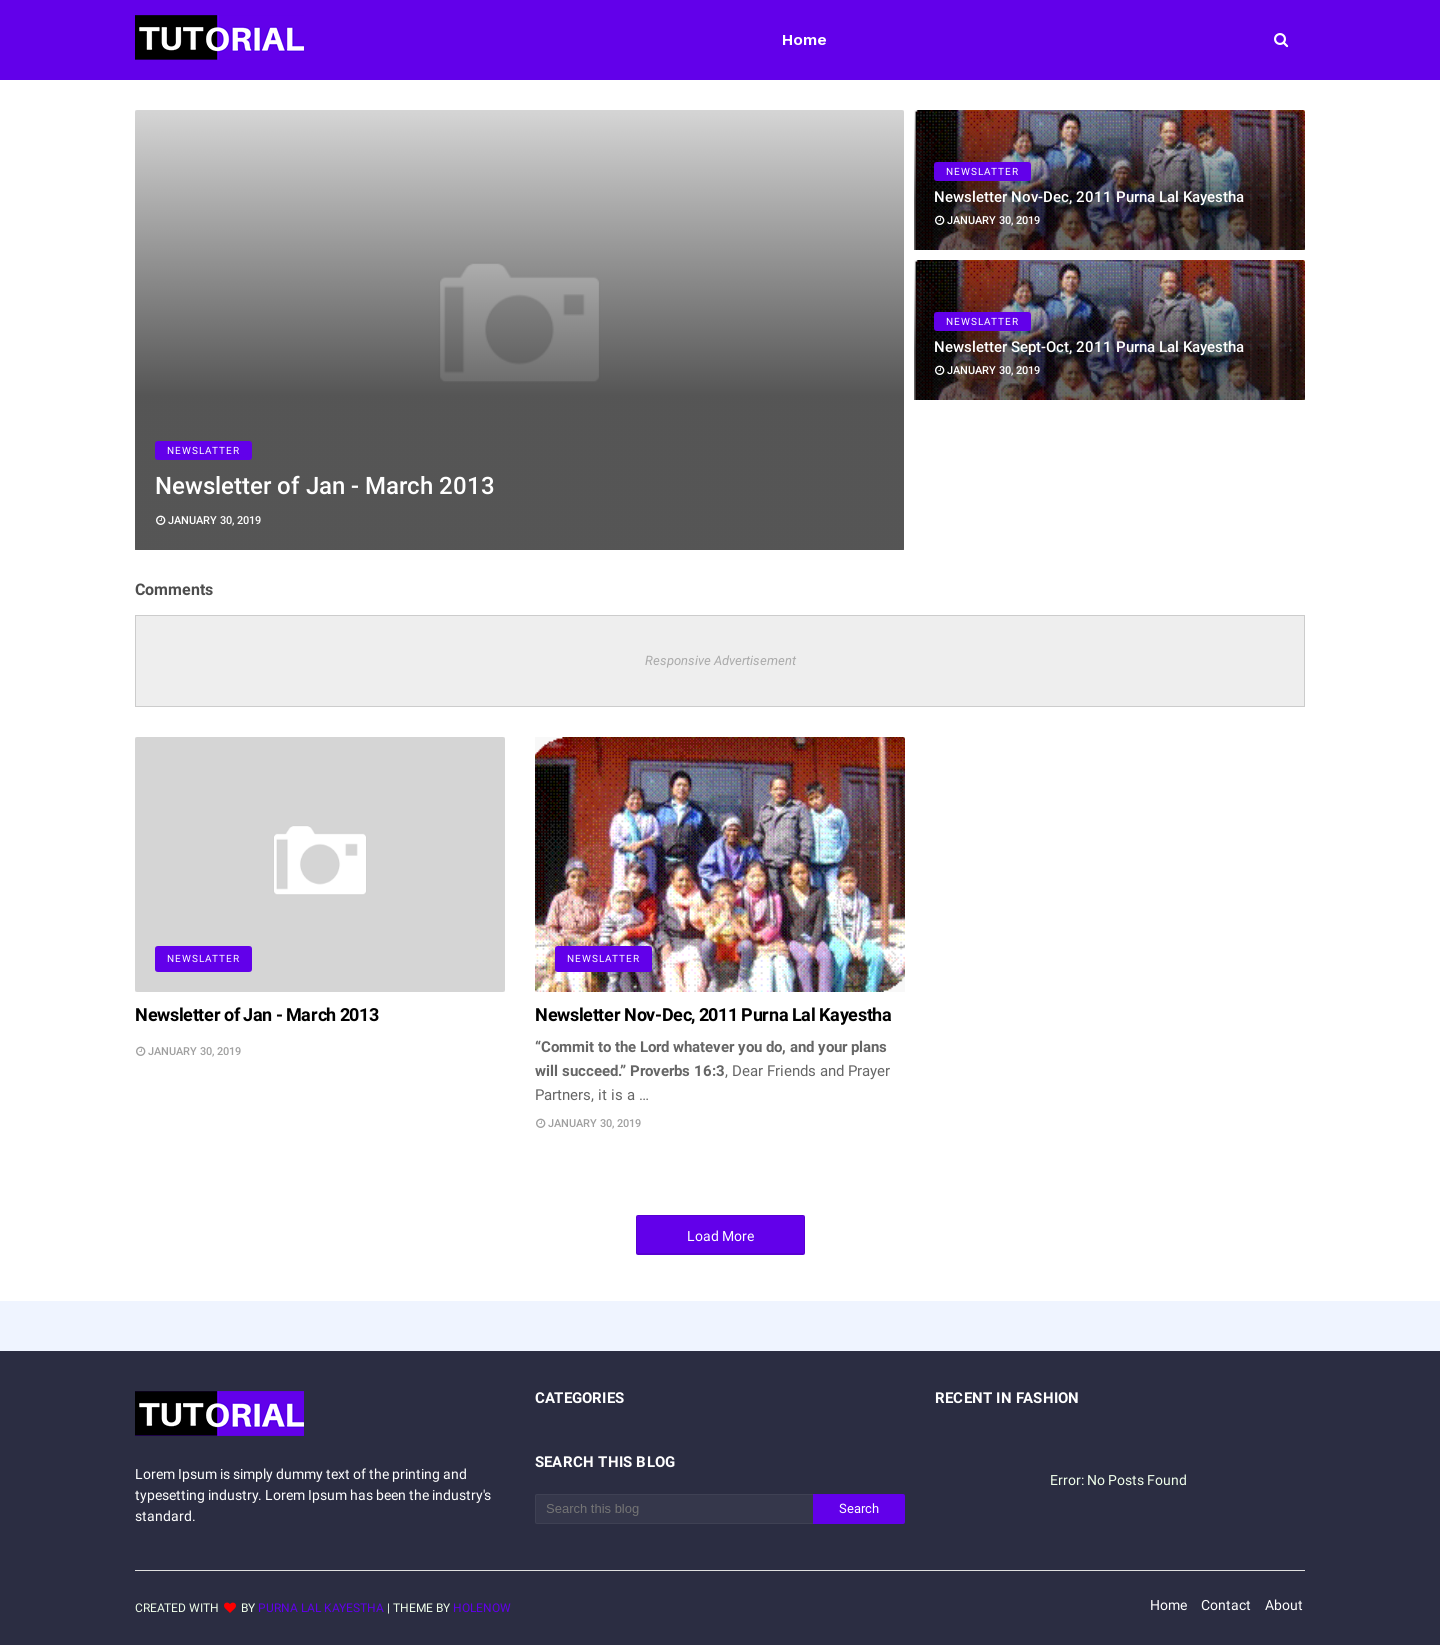 TUTORIAL
Home
NEWSLATTER
Newsletter of Jan - March 2013
JANUARY 30, 2019
NEWSLATTER
Newsletter Nov-Dec, 2011 Purna Lal Kayestha
JANUARY 30, 2019
NEWSLATTER
Newsletter Sept-Oct, 2011 Purna Lal Kayestha
JANUARY 30, 2019
Comments
Responsive Advertisement
NEWSLATTER
Newsletter of Jan - March 2013
JANUARY 30, 2019
NEWSLATTER
Newsletter Nov-Dec, 2011 Purna Lal Kayestha
“Commit to the Lord whatever you do, and your plans
will succeed.” Proverbs 16:3, Dear Friends and Prayer
Partners, it is a ...
JANUARY 30, 2019
Load More
TUTORIAL
Lorem Ipsum is simply dummy text of the printing and
typesetting industry. Lorem Ipsum has been the industry's
standard.
CATEGORIES
SEARCH THIS BLOG
Search this blog
Search
RECENT IN FASHION
Error: No Posts Found
CREATED WITH BY PURNA LAL KAYESTHA | THEME BY
Home Contact About